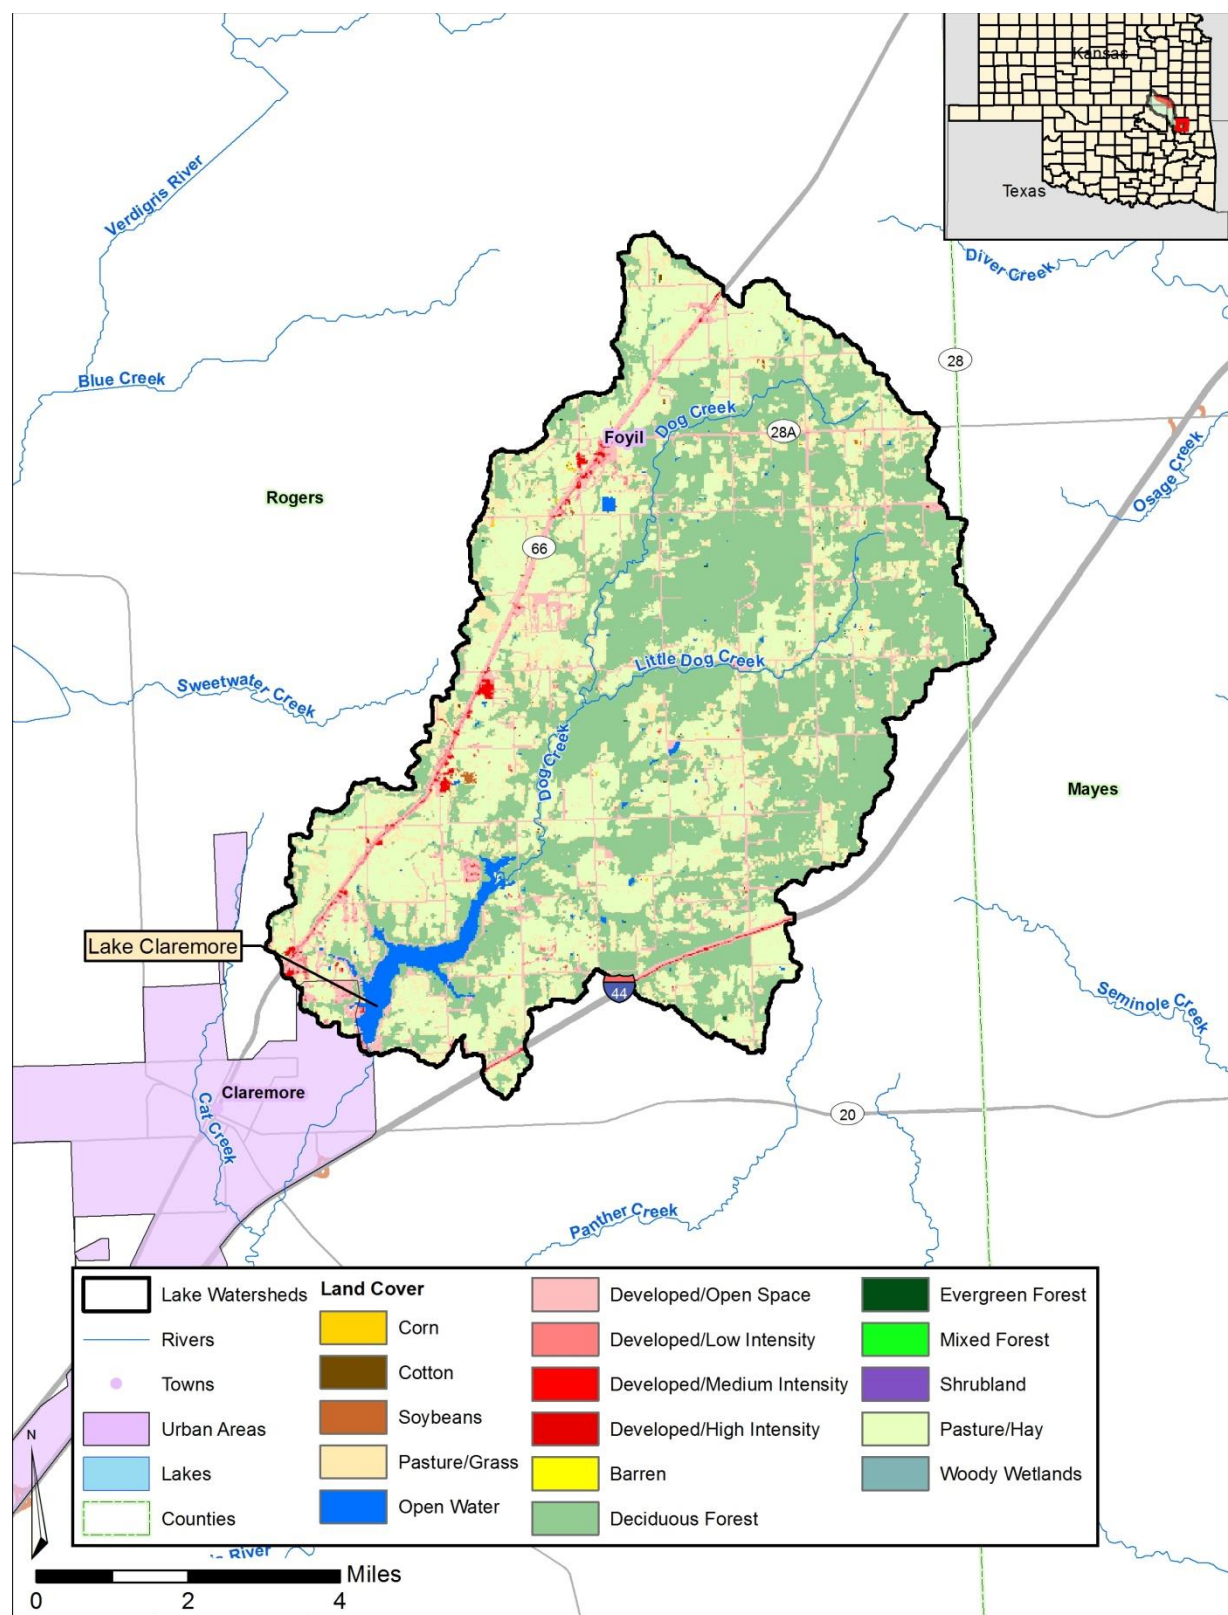 Kansas
Texas
Verdigris River
Diver Creek
28
Blue Creek
Dog Creek
28A
Foyil
Osage Creek
Rogers
66
Little Dog Creek
Sweetwater Creek
Dog Creek
Mayes
Lake Claremore
44
Seminole Creek
Claremore
Cat Creek
20
Panther Creek
Lake Watersheds
Rivers
Towns
Urban Areas
Lakes
Counties
Land Cover
Corn
Cotton
Soybeans
Pasture/Grass
Open Water
Developed/Open Space
Developed/Low Intensity
Developed/Medium Intensity
Developed/High Intensity
Barren
Deciduous Forest
Evergreen Forest
Mixed Forest
Shrubland
Pasture/Hay
Woody Wetlands
N
River
Miles
0 2 4